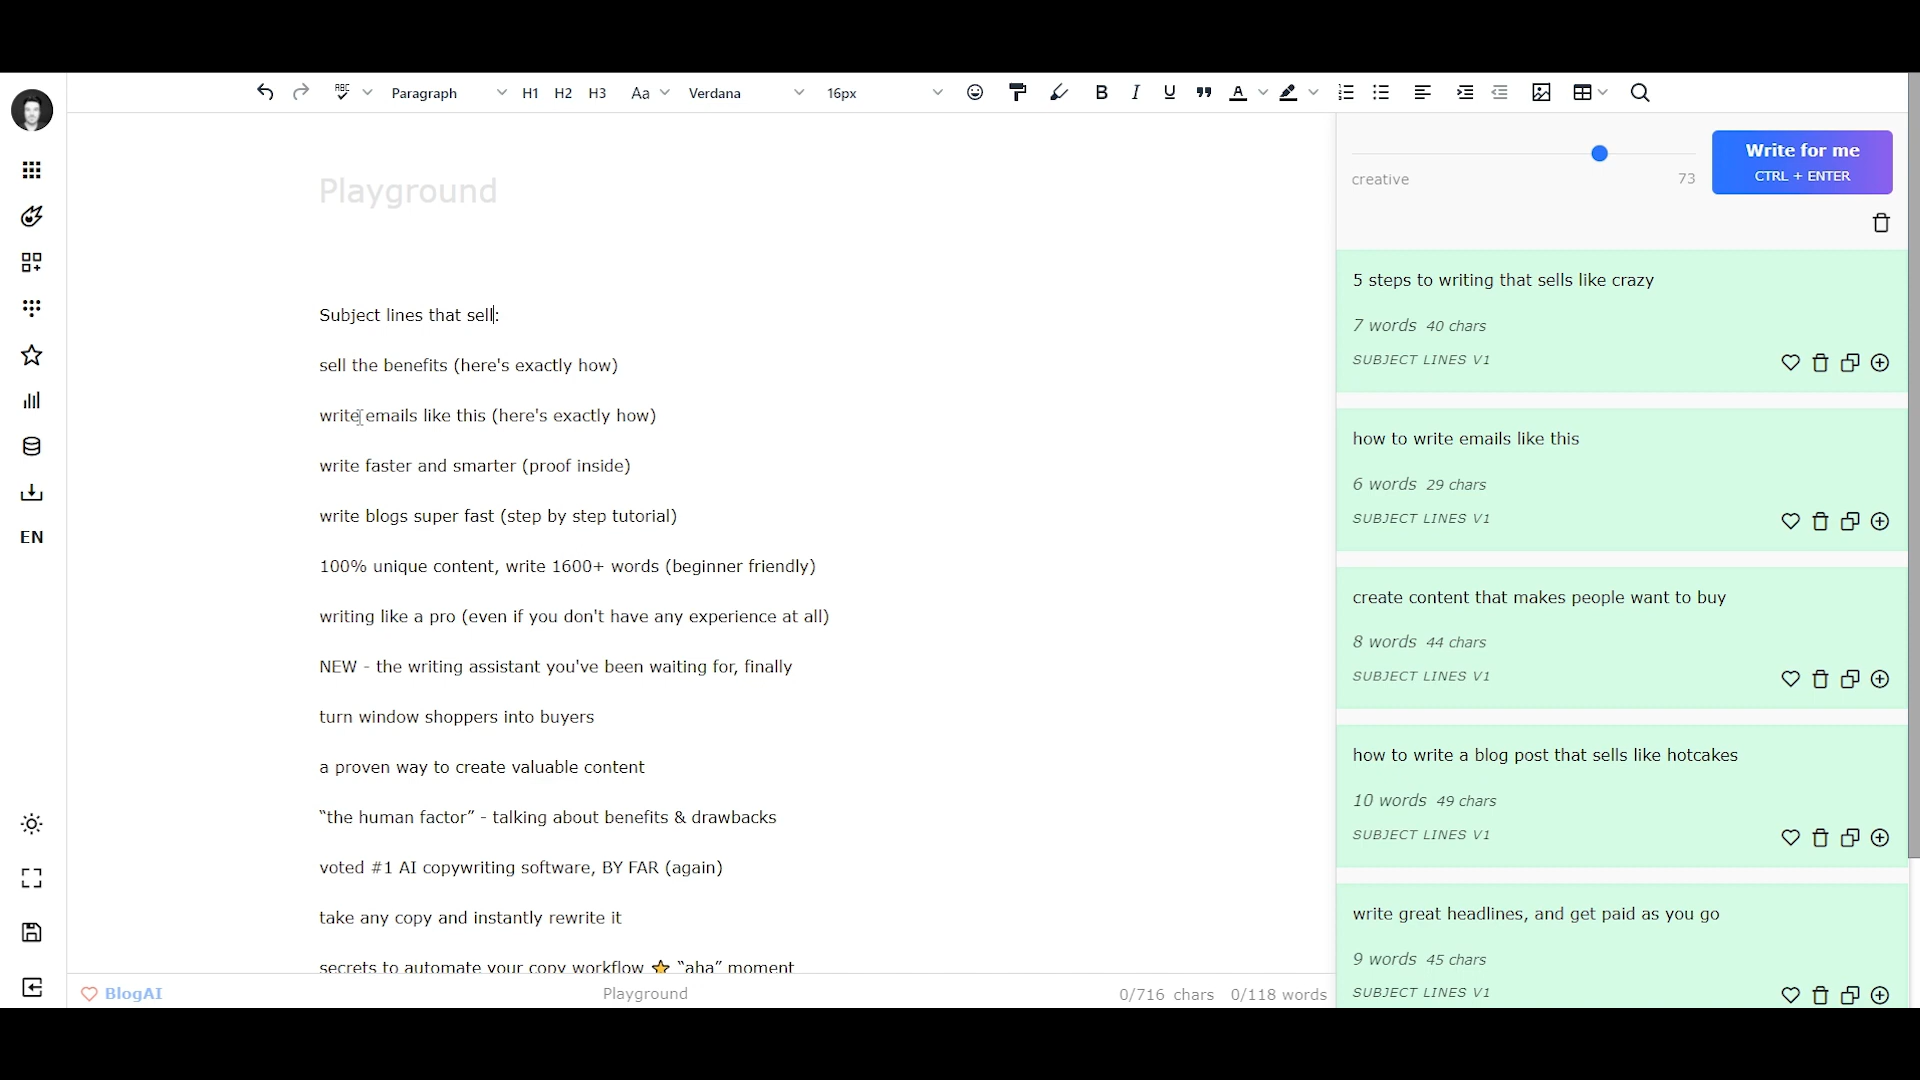 ABC
Paragraph
H1 H2 H3
Aa
Verdana
16px
B I U
A
Write for me
CTRL + ENTER
creative
73
EN
Playground
Subject lines that sell:
sell the benefits (here's exactly how)
write emails like this (here's exactly how)
write faster and smarter (proof inside)
write blogs super fast (step by step tutorial)
100% unique content, write 1600+ words (beginner friendly)
writing like a pro (even if you don't have any experience at all)
NEW - the writing assistant you've been waiting for, finally
turn window shoppers into buyers
a proven way to create valuable content
“the human factor” - talking about benefits & drawbacks
voted #1 AI copywriting software, BY FAR (again)
take any copy and instantly rewrite it
secrets to automate your copy workflow ⭐ “aha” moment
5 steps to writing that sells like crazy
7 words 40 chars
SUBJECT LINES V1
how to write emails like this
6 words 29 chars
SUBJECT LINES V1
create content that makes people want to buy
8 words 44 chars
SUBJECT LINES V1
how to write a blog post that sells like hotcakes
10 words 49 chars
SUBJECT LINES V1
write great headlines, and get paid as you go
9 words 45 chars
SUBJECT LINES V1
BlogAI
Playground
0/716 chars 0/118 words